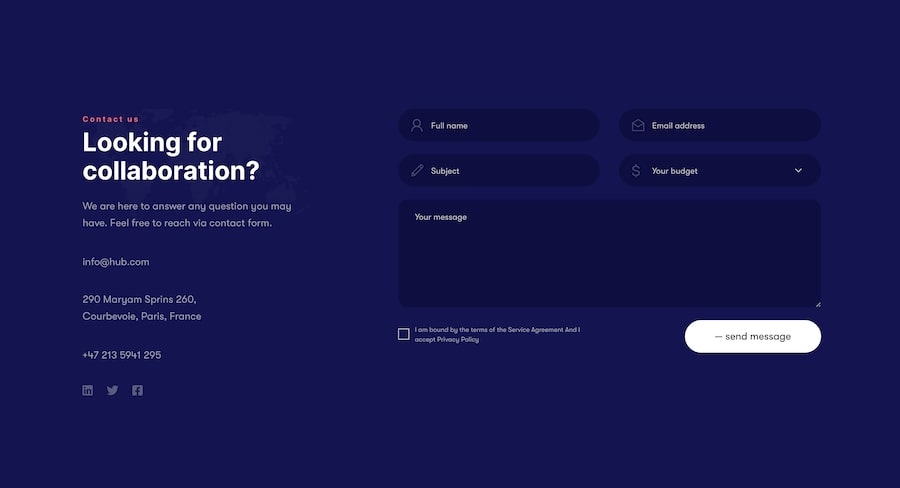 Contact us
Looking for
collaboration?
We are here to answer any question you may
have. Feel free to reach via contact form.
info@hub.com
290 Maryam Sprins 260,
Courbevoie, Paris, France
+47 213 5941 295
Full name
Email address
Subject
Your budget
Your message
I am bound by the terms of the Service Agreement And I
accept Privacy Policy
— send message